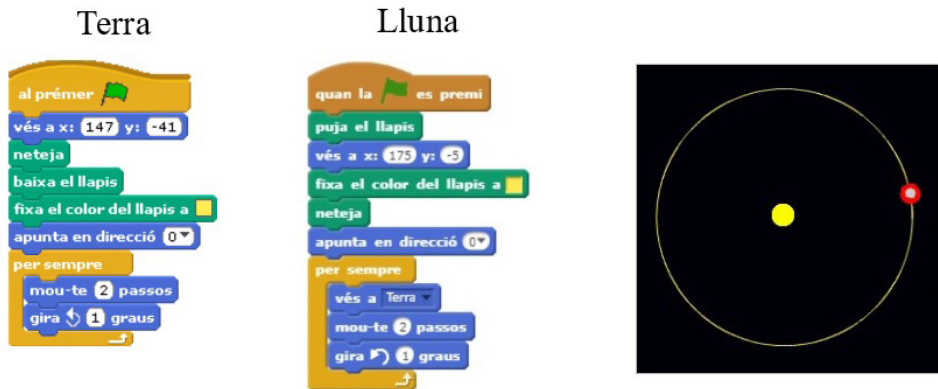 Terra
al prémer
vés a x: 147 y: -41
neteja
baixa el llapis
fixa el color del llapis a
apunta en direcció 0
per sempre
mou-te 2 passos
gira 1 graus
Lluna
quan la es premi
puja el llapis
vés a x: 175 y: -5
fixa el color del llapis a
neteja
apunta en direcció 0
per sempre
vés a Terra
mou-te 2 passos
gira 1 graus